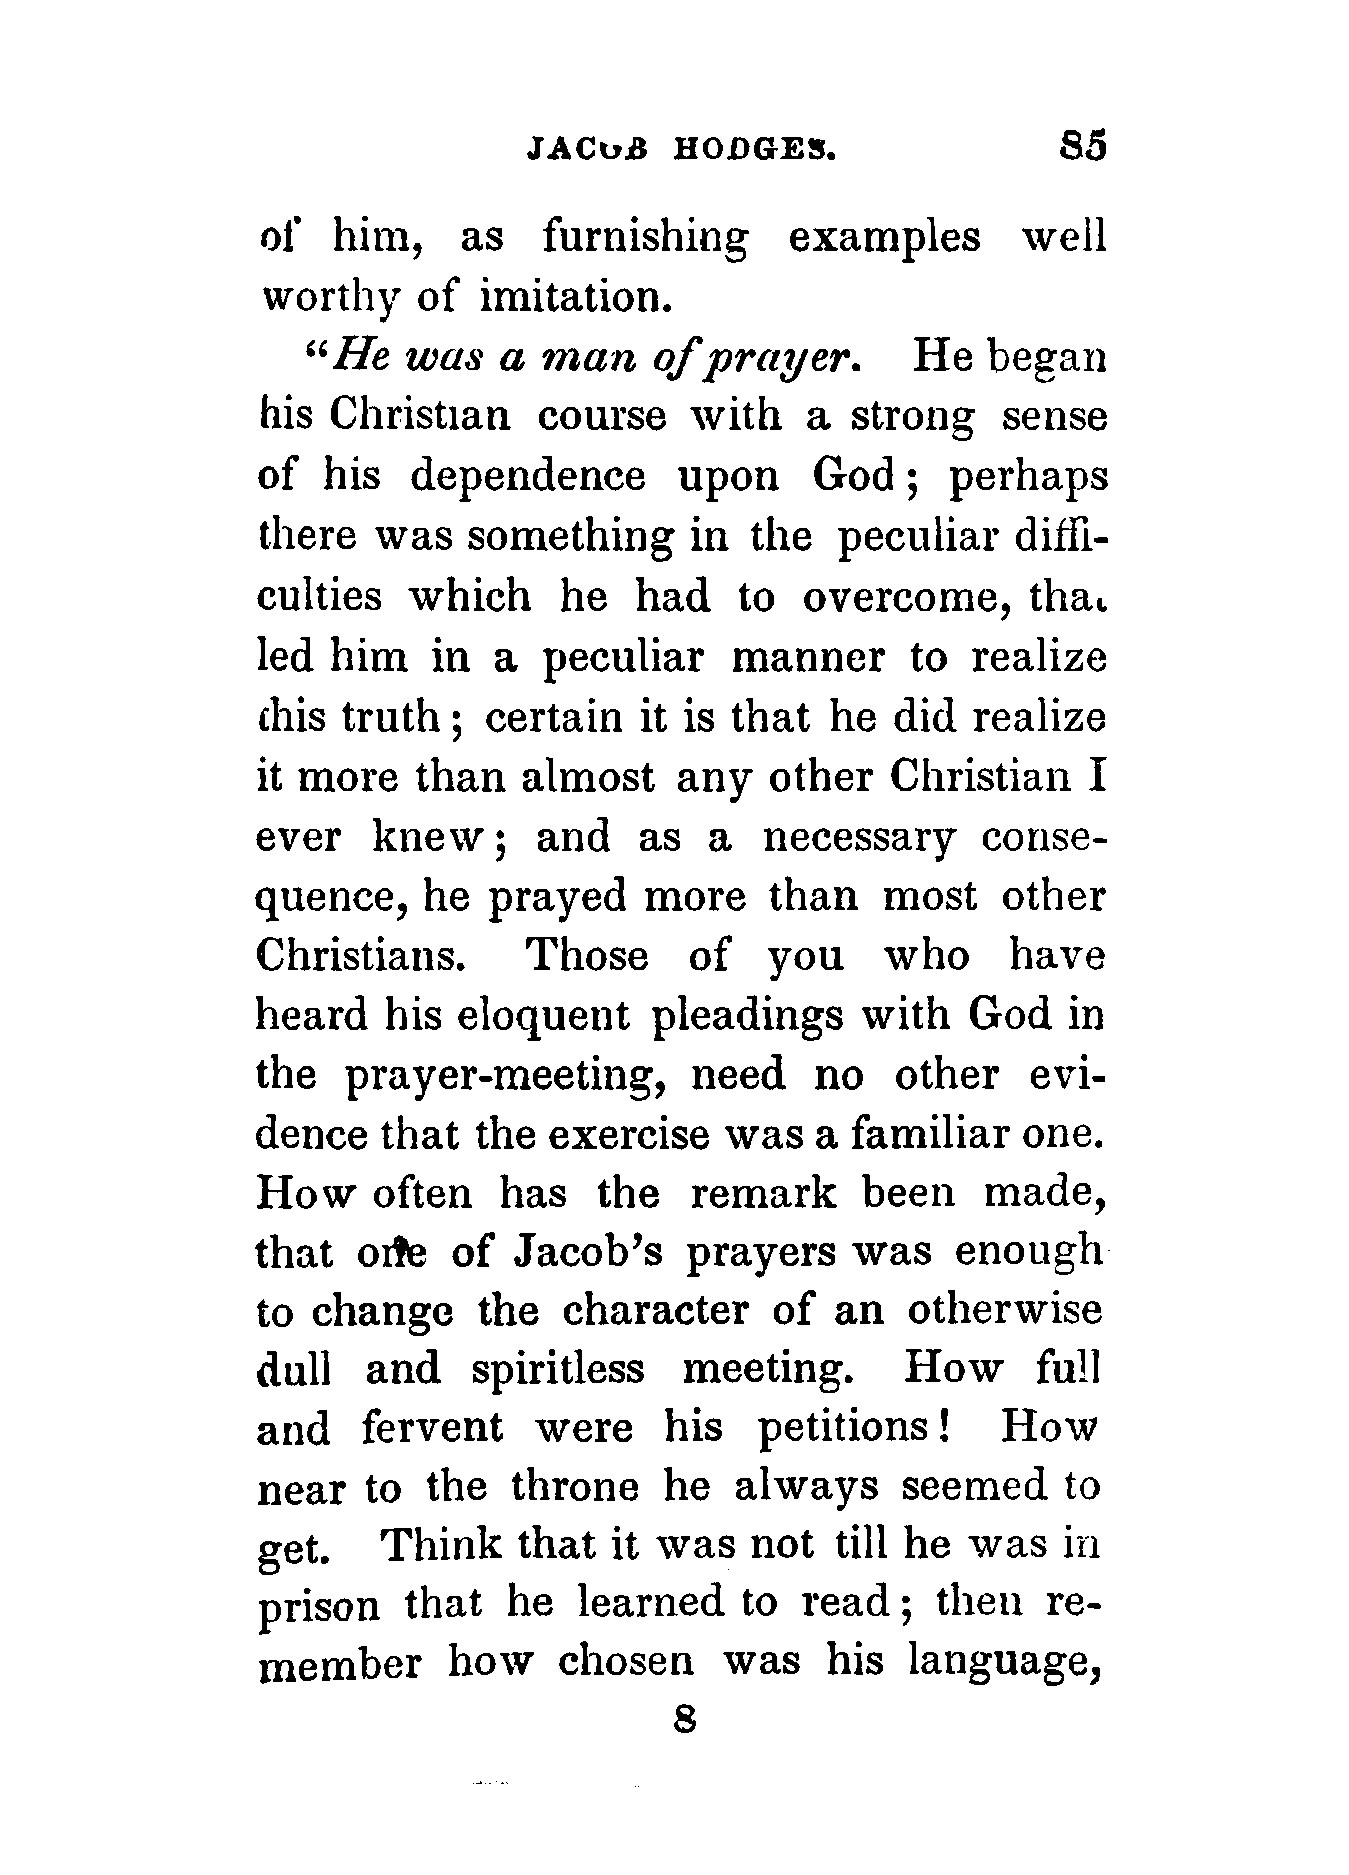 JACOB HODGES. 85
of him, as furnishing examples well
worthy of imitation.
"He was a man of prayer. He began
his Christian course with a strong sense
of his dependence upon God; perhaps
there was something in the peculiar diffi-
culties which he had to overcome, that
led him in a peculiar manner to realize
this truth; certain it is that he did realize
it more than almost any other Christian I
ever knew; and as a necessary conse-
quence, he prayed more than most other
Christians. Those of you who have
heard his eloquent pleadings with God in
the prayer-meeting, need no other evi-
dence that the exercise was a familiar one.
How often has the remark been made,
that one of Jacob's prayers was enough
to change the character of an otherwise
dull and spiritless meeting. How full
and fervent were his petitions! How
near to the throne he always seemed to
get. Think that it was not till he was in
prison that he learned to read; then re-
member how chosen was his language,
8